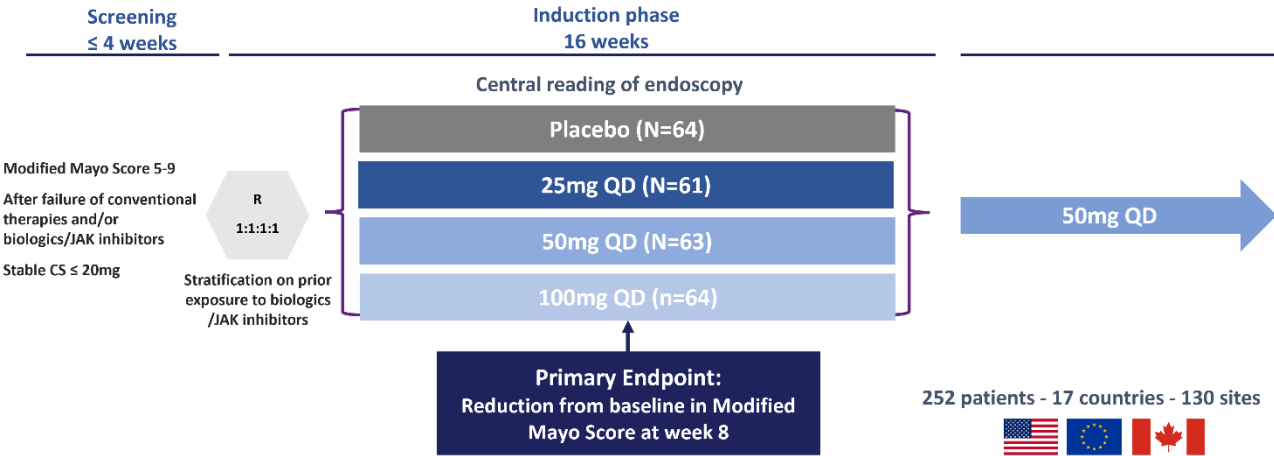 Screening
≤ 4 weeks
Induction phase
16 weeks
Central reading of endoscopy
Placebo (N=64)
25mg QD (N=61)
50mg QD (N=63)
100mg QD (n=64)
Modified Mayo Score 5-9
After failure of conventional
therapies and/or
biologics/JAK inhibitors
Stable CS ≤ 20mg
R
1:1:1:1
Stratification on prior
exposure to biologics
/JAK inhibitors
50mg QD
Primary Endpoint:
Reduction from baseline in Modified
Mayo Score at week 8
252 patients - 17 countries - 130 sites